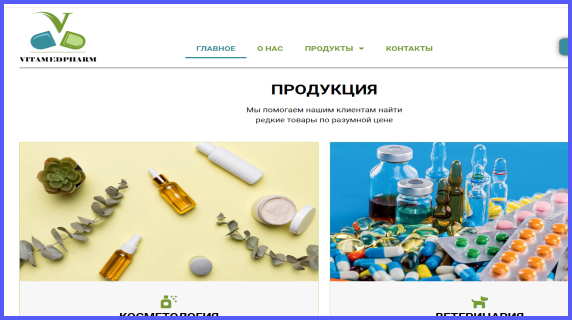 VITAMEDPHARM
ГЛАВНОЕ О НАС ПРОДУКТЫ КОНТАКТЫ
ПРОДУКЦИЯ
Мы помогаем нашим клиентам найти
редкие товары по разумной цене
КОСМЕТОЛОГИЯ ВЕТЕРИНАРИЯ